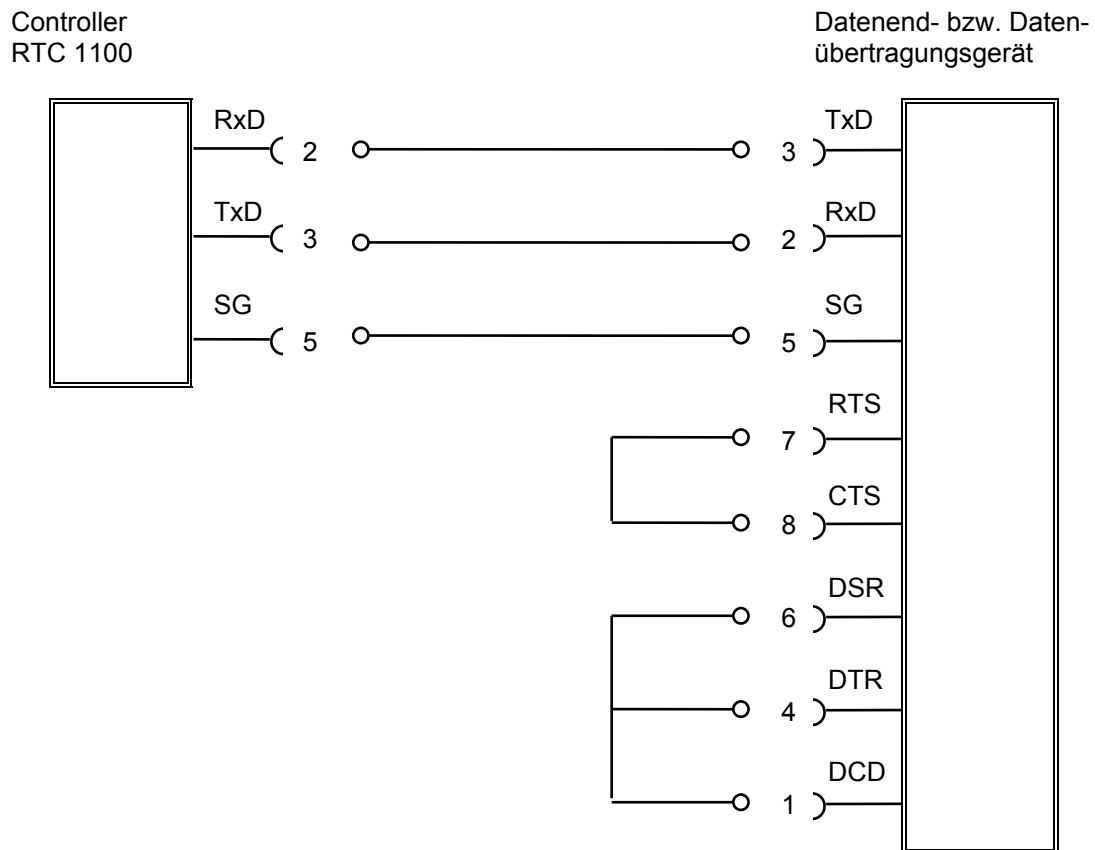 Controller
RTC 1100
Datenend- bzw. Daten-
übertragungsgerät
RxD
2
3
TxD
TxD
3
2
RxD
SG
5
5
SG
RTS
7
CTS
8
DSR
6
DTR
4
DCD
1